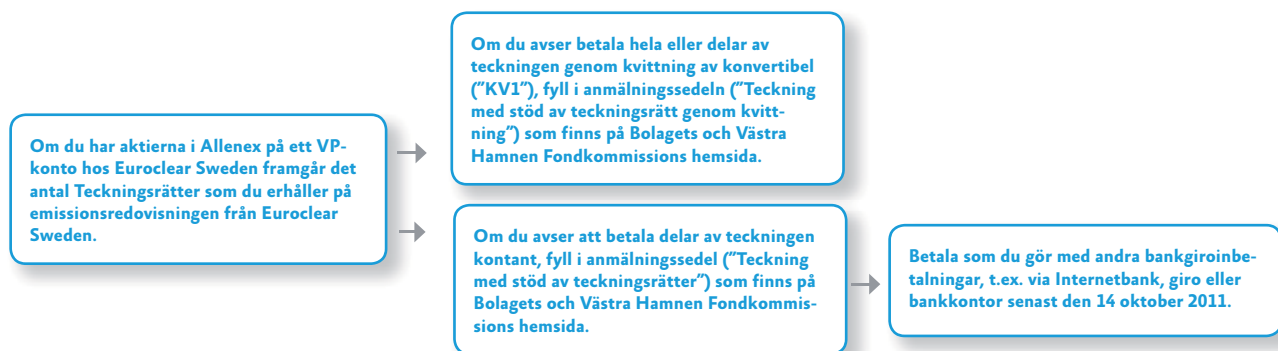 Om du har aktierna i Allenex på ett VP-
konto hos Euroclear Sweden framgår det
antal Teckningsrätter som du erhåller på
emissionsredovisningen från Euroclear
Sweden.
Om du avser betala hela eller delar av
teckningen genom kvittning av konvertibel
(”KV1”), fyll i anmälningssedeln (”Teckning
med stöd av teckningsrätt genom kvitt-
ning”) som finns på Bolagets och Västra
Hamnen Fondkommissions hemsida.
Om du avser att betala delar av teckningen
kontant, fyll i anmälningssedel (”Teckning
med stöd av teckningsrätter”) som finns på
Bolagets och Västra Hamnen Fondkommis-
sions hemsida.
Betala som du gör med andra bankgiroinbe-
talningar, t.ex. via Internetbank, giro eller
bankkontor senast den 14 oktober 2011.